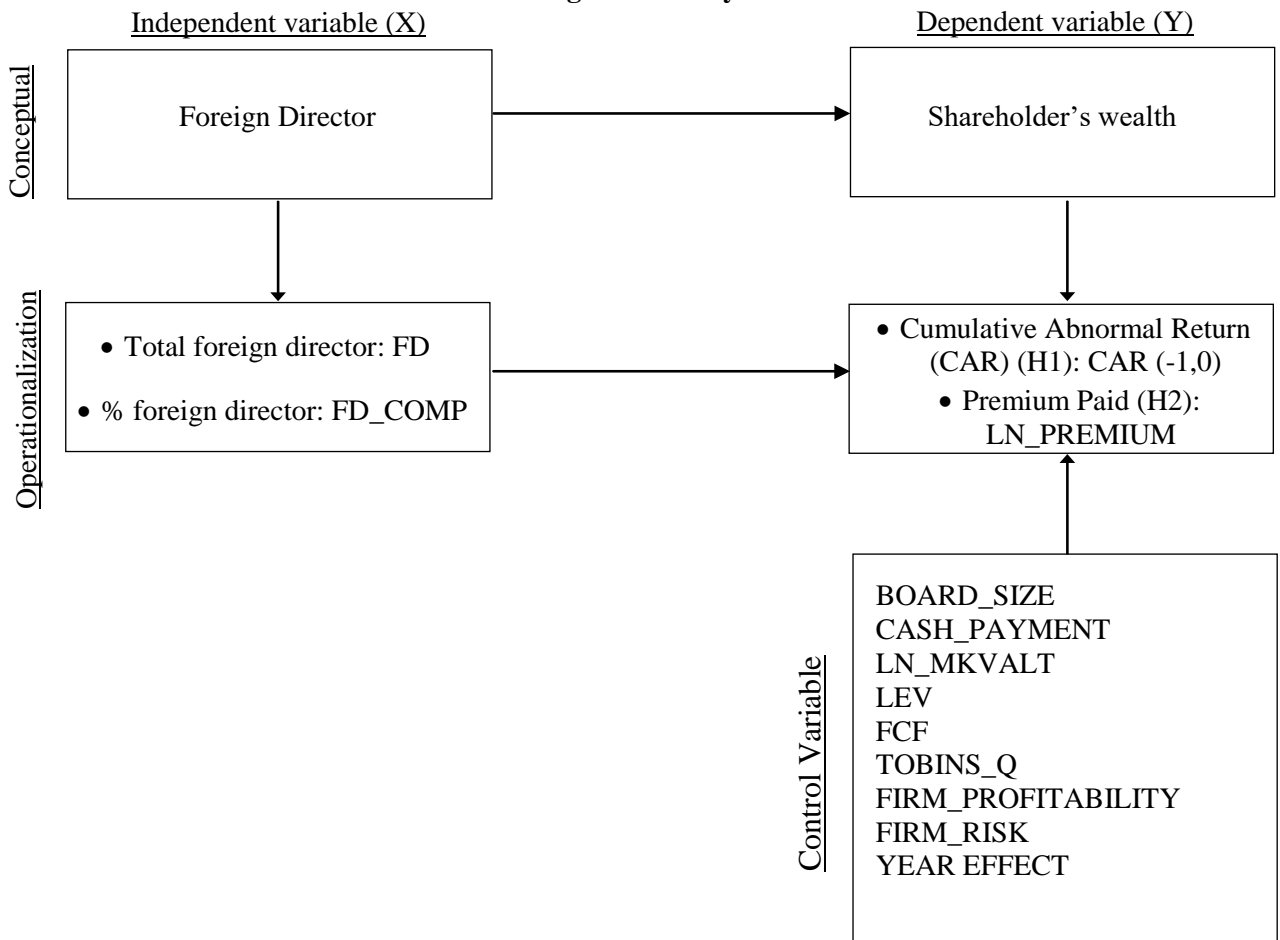 Independent variable (X)
Dependent variable (Y)
Conceptual
Foreign Director
Shareholder's wealth
Operationalization
• Total foreign director: FD
• % foreign director: FD_COMP
• Cumulative Abnormal Return
(CAR) (H1): CAR (-1,0)
• Premium Paid (H2):
LN_PREMIUM
Control Variable
BOARD_SIZE
CASH_PAYMENT
LN_MKVALT
LEV
FCF
TOBINS_Q
FIRM_PROFITABILITY
FIRM_RISK
YEAR EFFECT